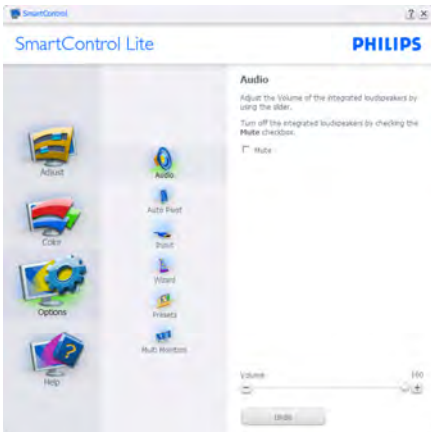 SmartControl
SmartControl Lite
PHILIPS
Adjust
Color
Options
Help
Audio
Auto Pivot
Input
Wizard
Presets
Multi Monitors
Audio
Adjust the Volume of the integrated loudspeakers by
using the slider.
Turn off the integrated loudspeakers by checking the
Mute checkbox.
Mute
Volume
100
Undo